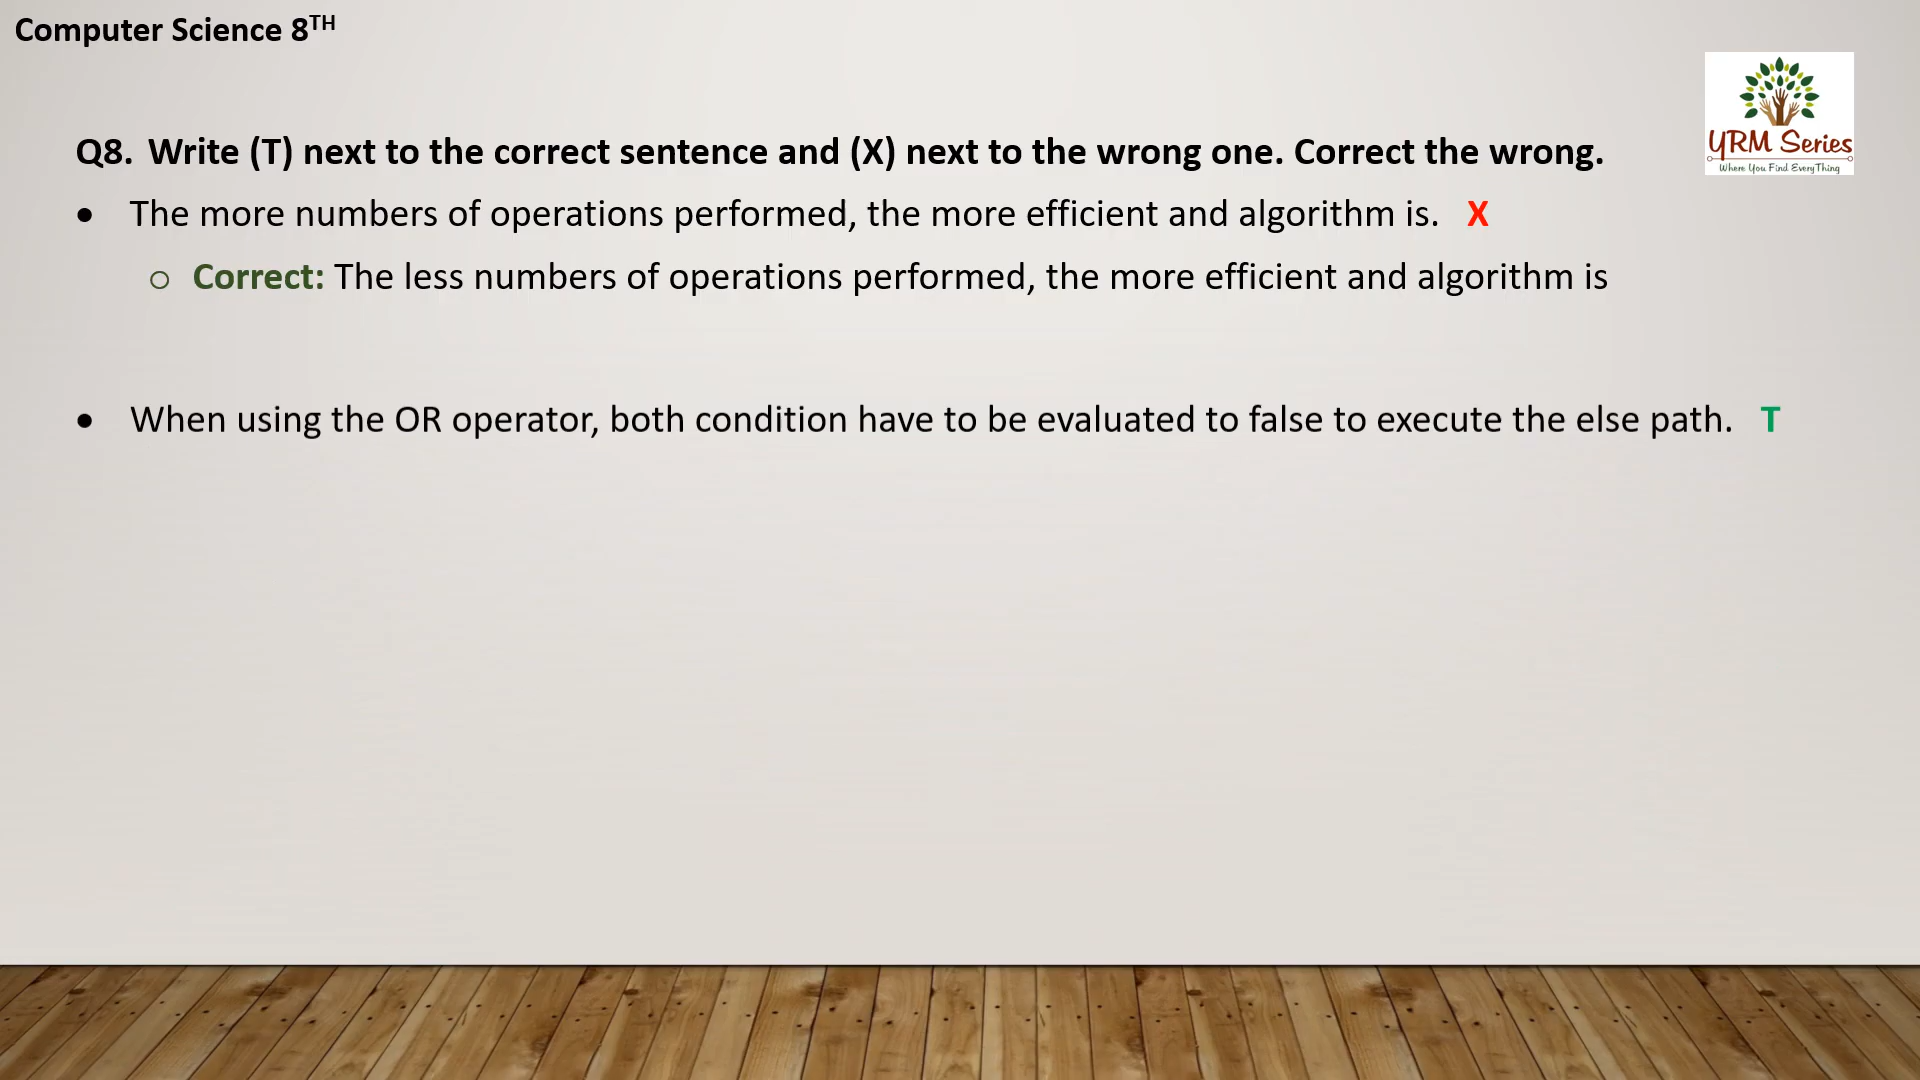 Computer Science 8TH
YRM Series
Where You Find EveryThing
Q8. Write (T) next to the correct sentence and (X) next to the wrong one. Correct the wrong.
• The more numbers of operations performed, the more efficient and algorithm is. X
o Correct: The less numbers of operations performed, the more efficient and algorithm is
• When using the OR operator, both condition have to be evaluated to false to execute the else path. T